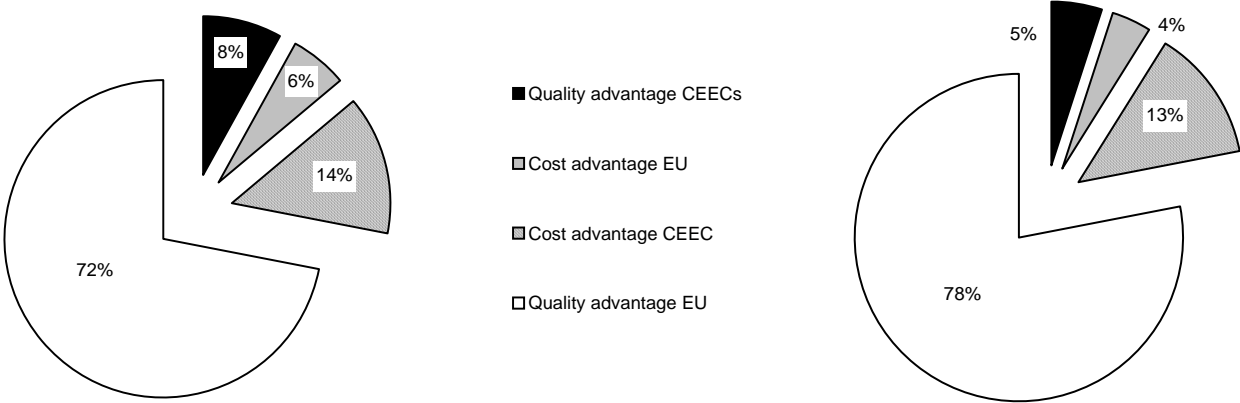 8%
6%
14%
72%
Quality advantage CEECs
Cost advantage EU
Cost advantage CEEC
Quality advantage EU
5%
4%
13%
78%